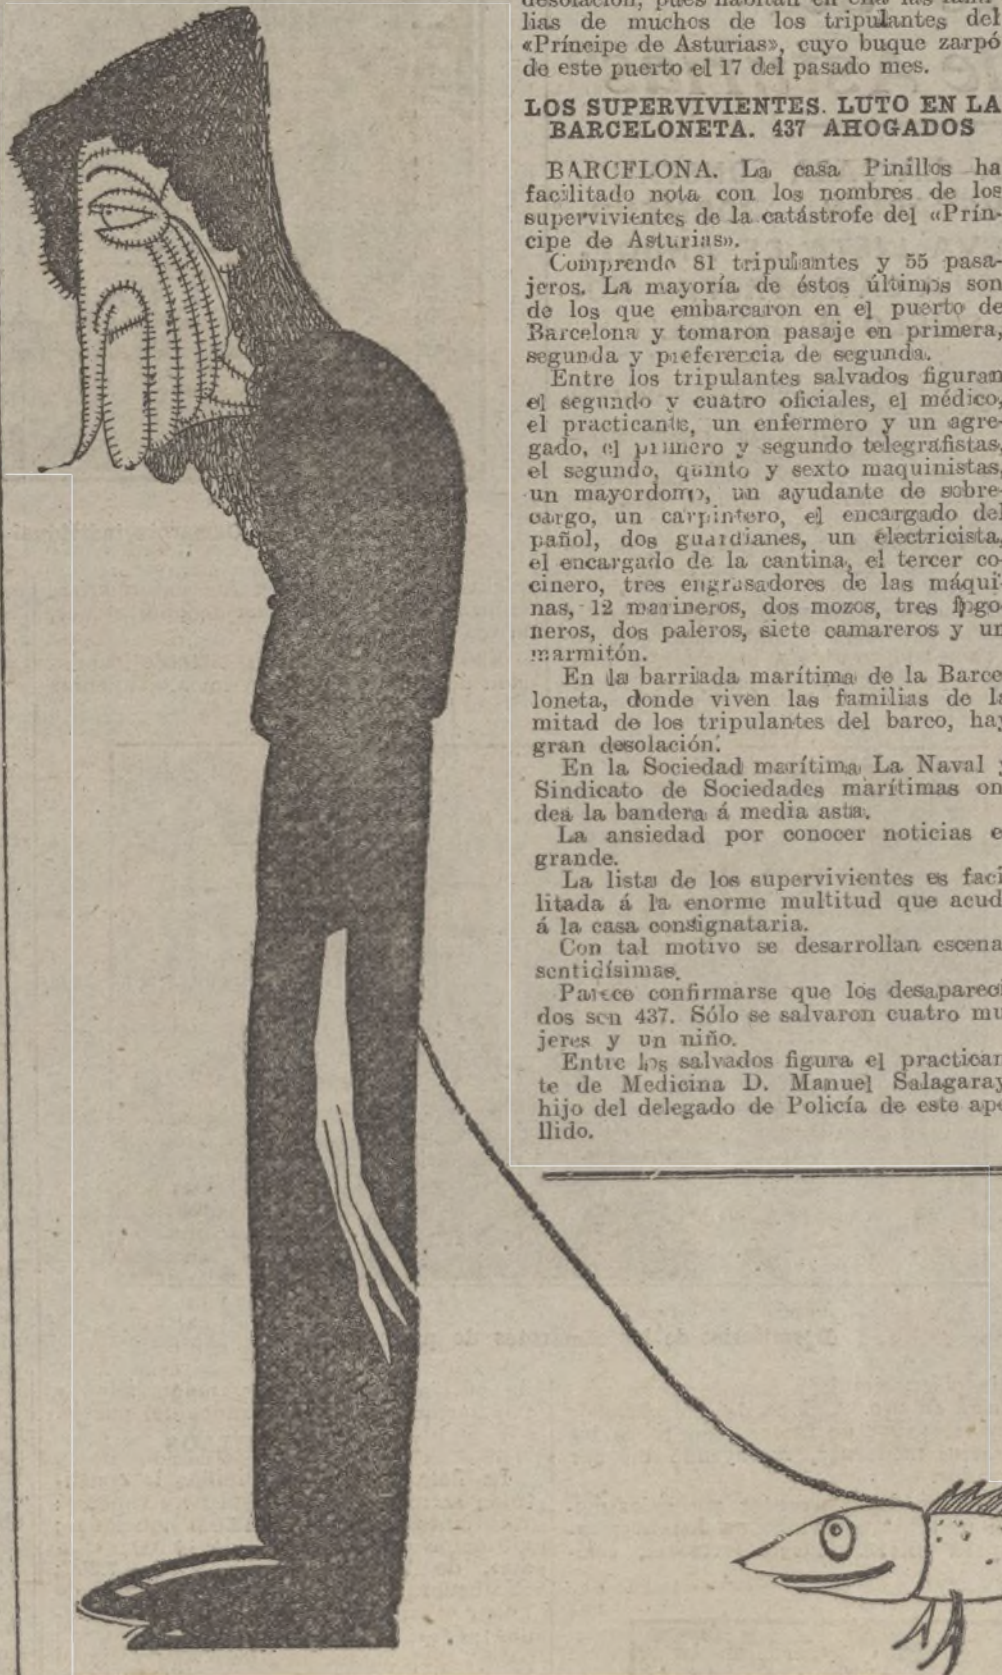 desolación, pues habitan en ella las fami-
lias de muchos de los tripulantes del
«Príncipe de Asturias», cuyo buque zarpó
de este puerto el 17 del pasado mes.
LOS SUPERVIVIENTES. LUTO EN LA
BARCELONETA. 437 AHOGADOS
BARCELONA. La casa Pinillos ha
facilitado nota con los nombres de los
supervivientes de la catástrofe del «Prín-
cipe de Asturias».
Comprende 81 tripulantes y 55 pasa-
jeros. La mayoría de éstos últimos son
de los que embarcaron en el puerto de
Barcelona y tomaron pasaje en primera,
segunda y preferencia de segunda.
Entre los tripulantes salvados figuran
el segundo y cuatro oficiales, el médico,
el practicante, un enfermero y un agre-
gado, el primero y segundo telegrafistas,
el segundo, quinto y sexto maquinistas,
un mayordomo, un ayudante de sobre-
cargo, un carpintero, el encargado del
pañol, dos guardianes, un electricista,
el encargado de la cantina, el tercer co-
cinero, tres engrasadores de las máqui-
nas, 12 marineros, dos mozos, tres fogo-
neros, dos paleros, siete camareros y un
marmitón.
En la barriada marítima de la Barce
loneta, donde viven las familias de la
mitad de los tripulantes del barco, hay
gran desolación.
En la Sociedad marítima La Naval y
Sindicato de Sociedades marítimas on
dea la bandera á media asta.
La ansiedad por conocer noticias e
grande.
La lista de los supervivientes es faci
litada á la enorme multitud que acud
á la casa consignataria.
Con tal motivo se desarrollan escena
sentidísimas.
Parece confirmarse que los desapareci
dos son 437. Sólo se salvaron cuatro mu
jeres y un niño.
Entre los salvados figura el practican
te de Medicina D. Manuel Salagaray
hijo del delegado de Policía de este ape
llido.